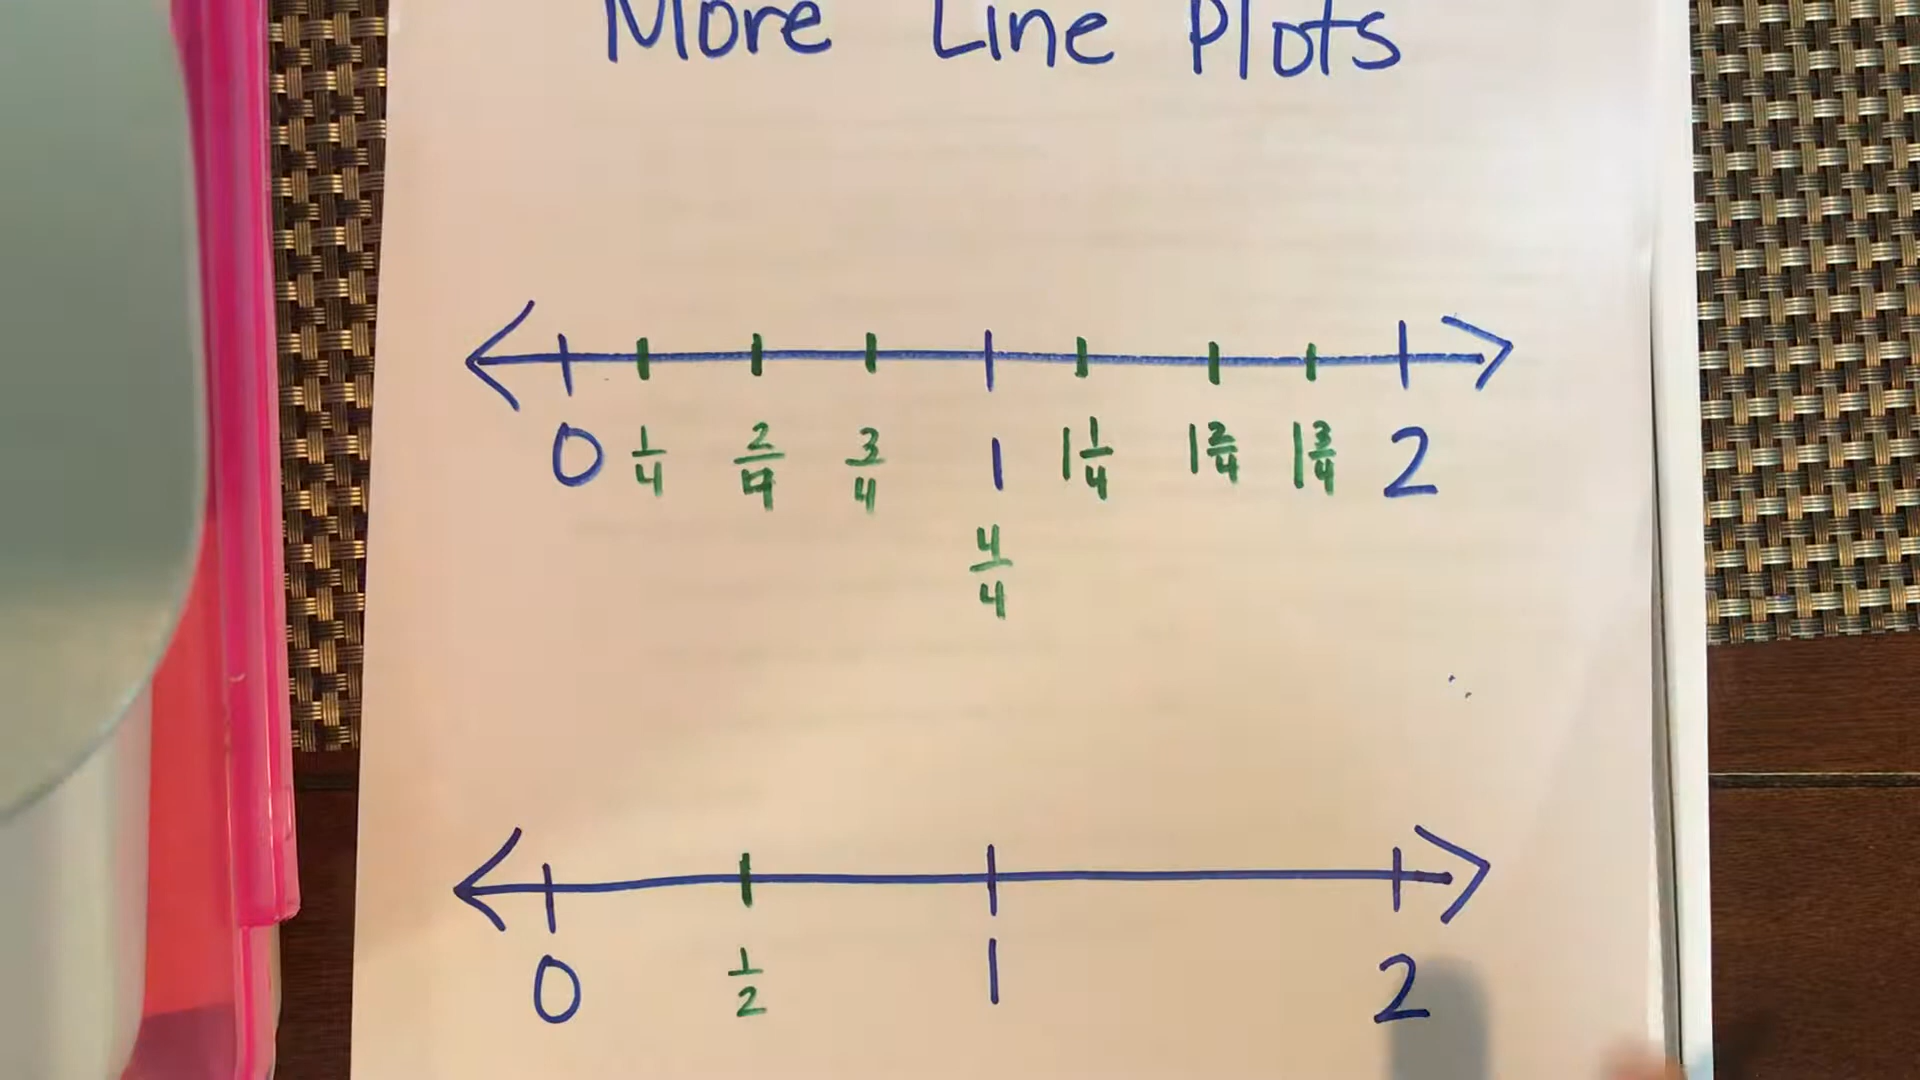 More Line Plots
0 1/4 2/4 3/4 1 1 1/4 1 2/4 1 3/4 2
4/4
0 1/2 1 2